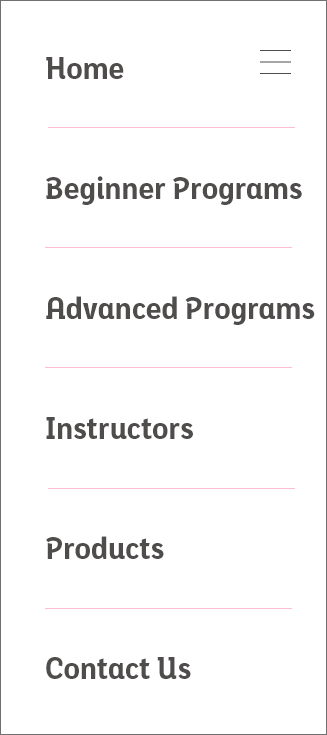 Home
Beginner Programs
Advanced Programs
Instructors
Products
Contact Us